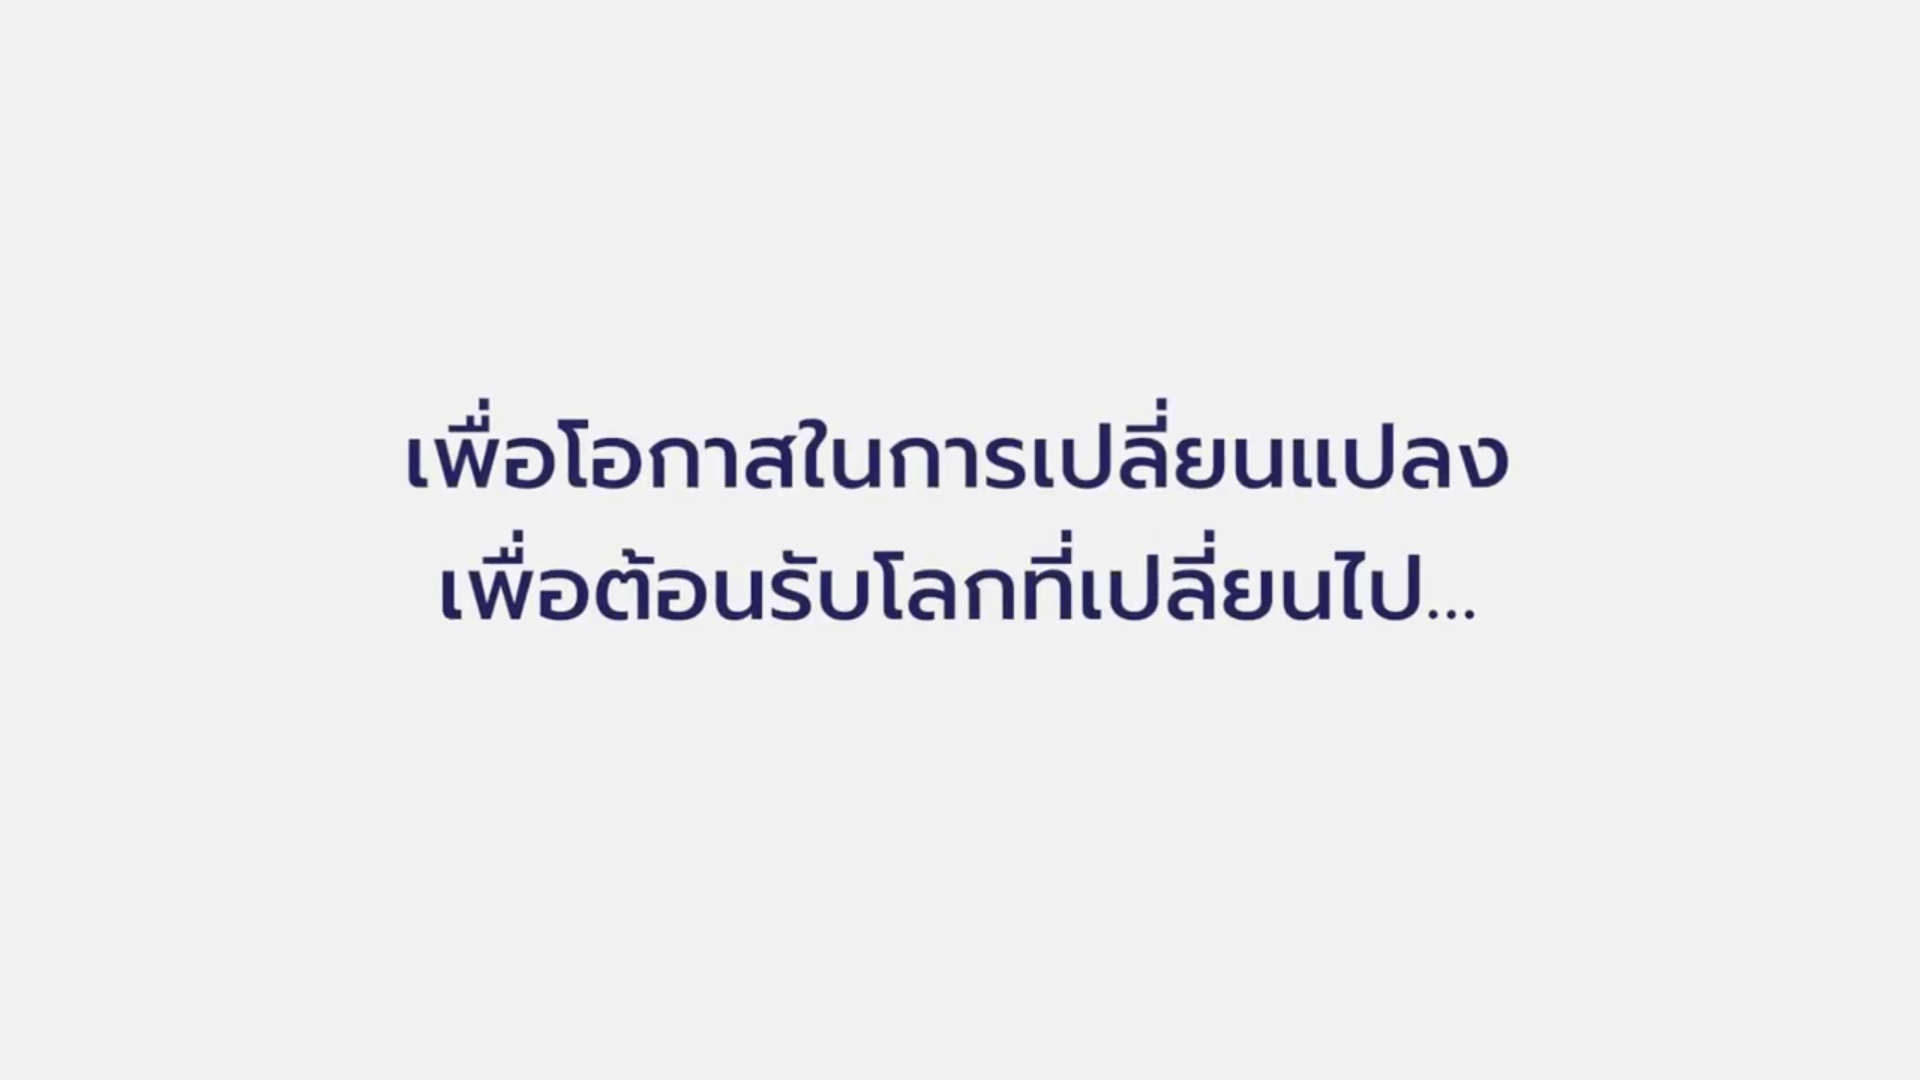 เพื่อโอกาสในการเปลี่ยนแปลง
เพื่อต้อนรับโลกที่เปลี่ยนไป...